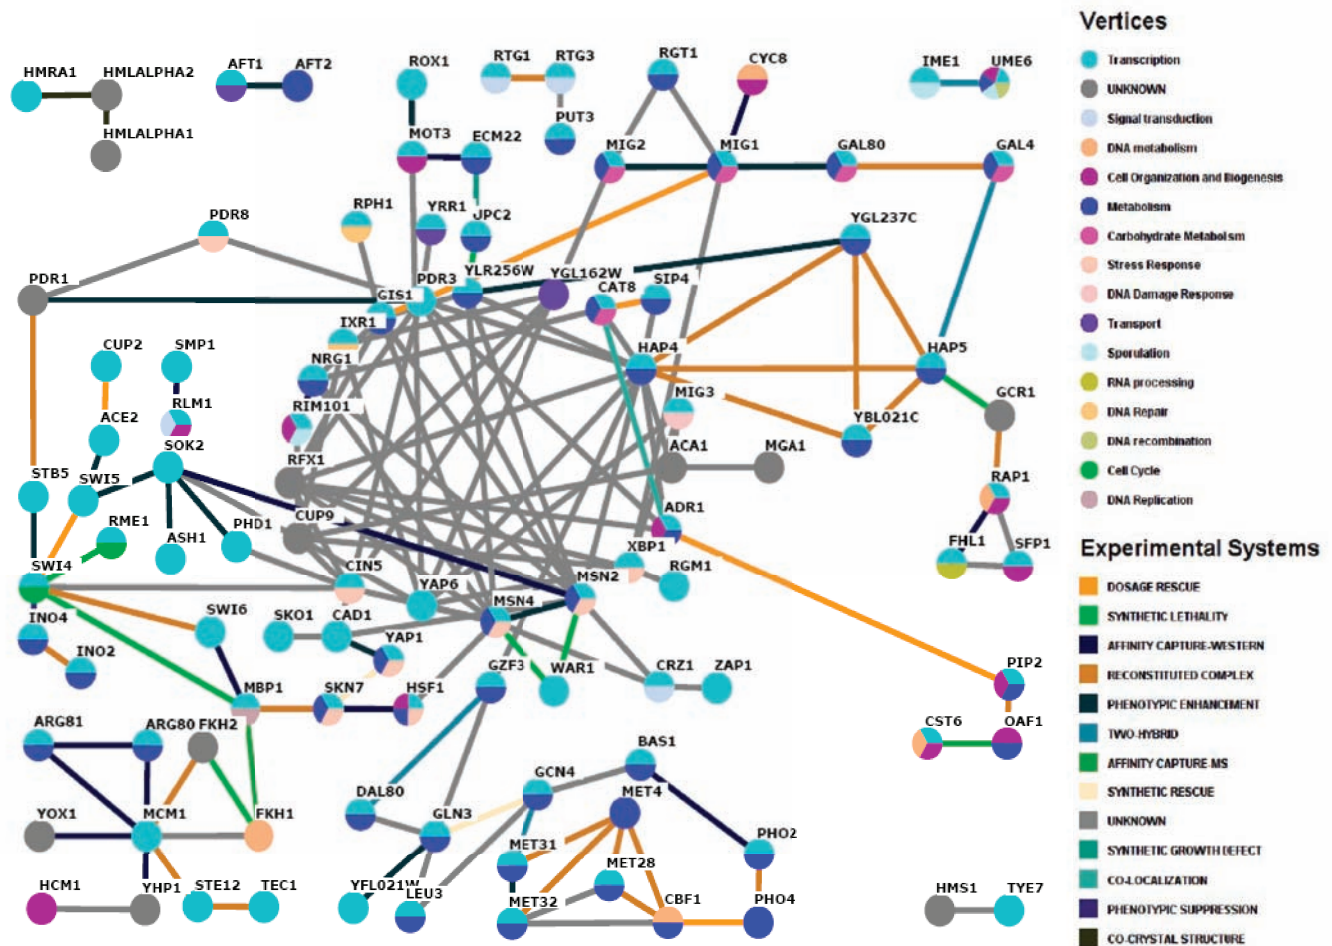 Vertices
Transcription
UNKNOWN
Signal transduction
DNA metabolism
Cell Organization and Biogenesis
Metabolism
Carbohydrate Metabolism
Stress Response
DNA Damage Response
Transport
Sporulation
RNA processing
DNA Repair
DNA recombination
Cell Cycle
DNA Replication
Experimental Systems
DOSAGE RESCUE
SYNTHETIC LETHALITY
AFFINITY CAPTURE-WESTERN
RECONSTITUTED COMPLEX
PHENOTYPIC ENHANCEMENT
TWO-HYBRID
AFFINITY CAPTURE-MS
SYNTHETIC RESCUE
UNKNOWN
SYNTHETIC GROWTH DEFECT
CO-LOCALIZATION
PHENOTYPIC SUPPRESSION
CO-CRYSTAL STRUCTURE
HMRA1
HMLALPHA2
HMLALPHA1
AFT1
AFT2
ROX1
RTG1
RTG3
PUT3
RGT1
CYC8
IME1
UME6
MOT3
ECM22
MIG2
MIG1
GAL80
GAL4
PDR8
RPH1
YRR1
UPC2
YGL237C
PDR1
GIS1
PDR3
YLR256W
YGL162W
CAT8
SIP4
IXR1
NRG1
HAP4
HAP5
CUP2
SMP1
ACE2
RLM1
RIM101
MIG3
GCR1
YBL021C
SOK2
RFX1
ACA1
MGA1
STB5
SWI5
RAP1
RME1
ASH1
PHD1
CUP9
ADR1
FHL1
SFP1
SWI4
CIN5
YAP6
XBP1
RGM1
MSN2
MSN4
INO4
INO2
SWI6
SKO1
CAD1
YAP1
GZF3
WAR1
CRZ1
ZAP1
PIP2
MBP1
SKN7
HSF1
CST6
OAF1
ARG81
ARG80
FKH2
BAS1
GCN4
DAL80
GLN3
MET4
YOX1
MCM1
FKH1
MET31
MET28
PHO2
HCM1
YHP1
STE12
TEC1
YFL021W
LEU3
MET32
CBF1
PHO4
HMS1
TYE7